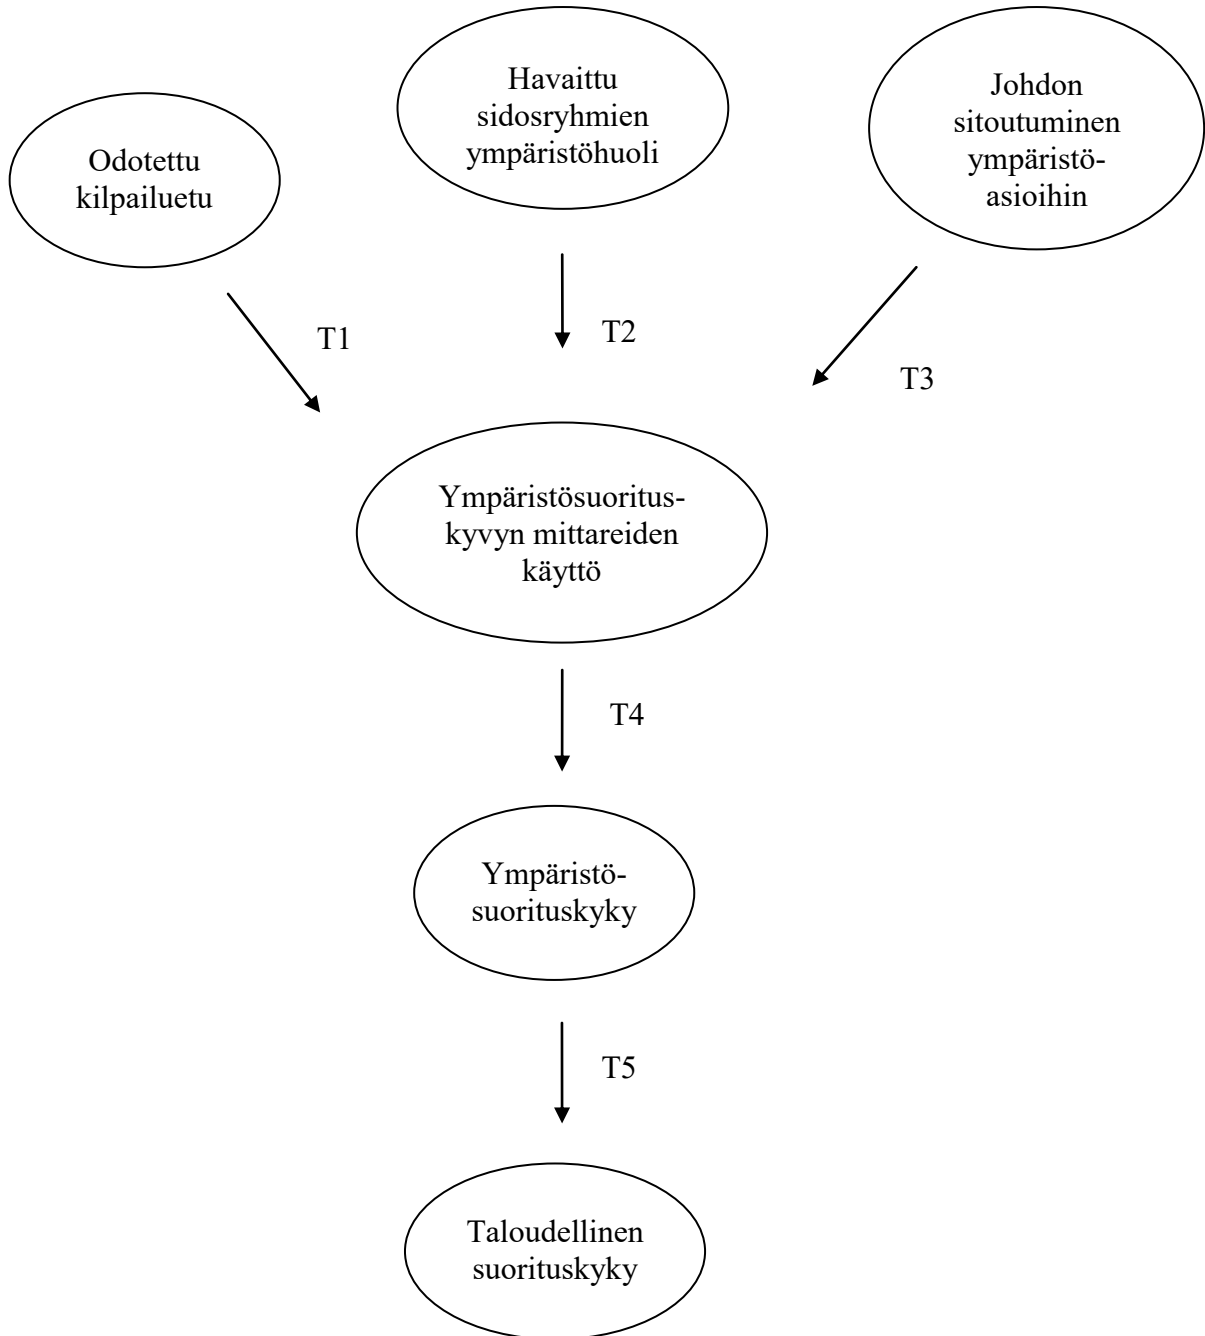 Odotettu
kilpailuetu
Havaittu
sidosryhmien
ympäristöhuoli
Johdon
sitoutuminen
ympäristö-
asioihin
T1
T2
T3
Ympäristösuoritus-
kyvyn mittareiden
käyttö
T4
Ympäristö-
suorituskyky
T5
Taloudellinen
suorituskyky